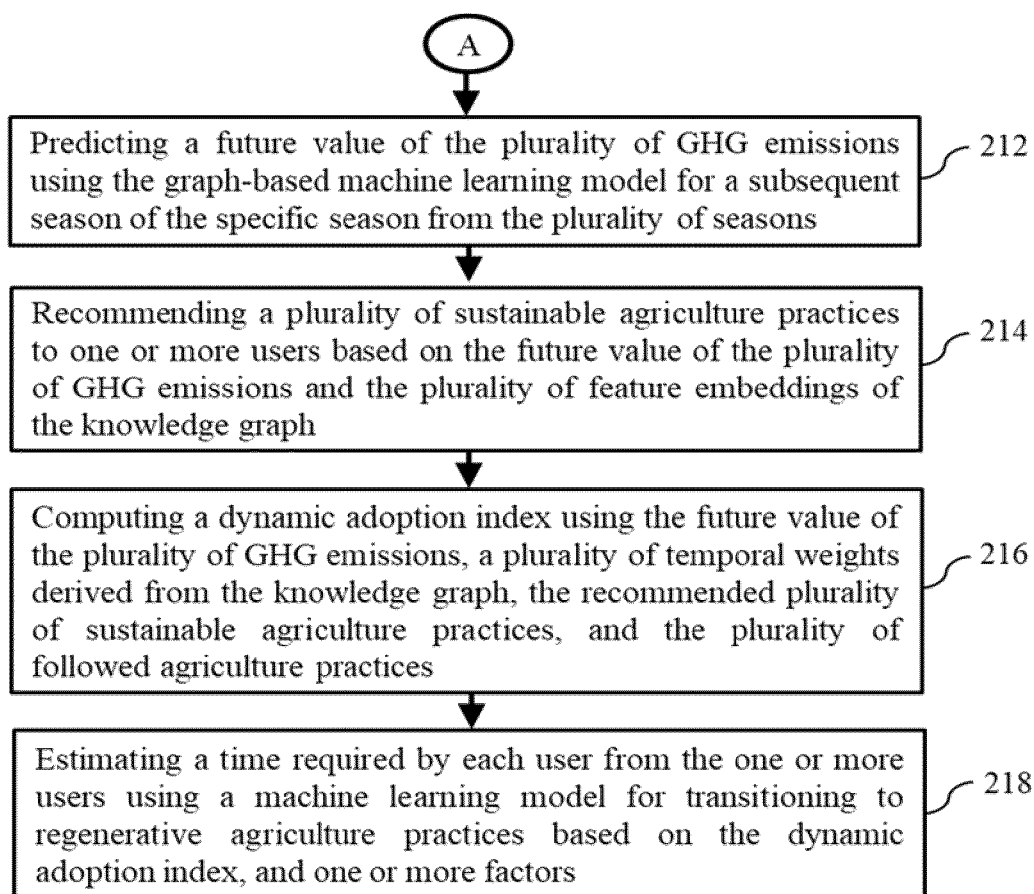 A
Predicting a future value of the plurality of GHG emissions
using the graph-based machine learning model for a subsequent
season of the specific season from the plurality of seasons
212
Recommending a plurality of sustainable agriculture practices
to one or more users based on the future value of the plurality
of GHG emissions and the plurality of feature embeddings of
the knowledge graph
214
Computing a dynamic adoption index using the future value of
the plurality of GHG emissions, a plurality of temporal weights
derived from the knowledge graph, the recommended plurality
of sustainable agriculture practices, and the plurality of
followed agriculture practices
216
Estimating a time required by each user from the one or more
users using a machine learning model for transitioning to
regenerative agriculture practices based on the dynamic
adoption index, and one or more factors
218